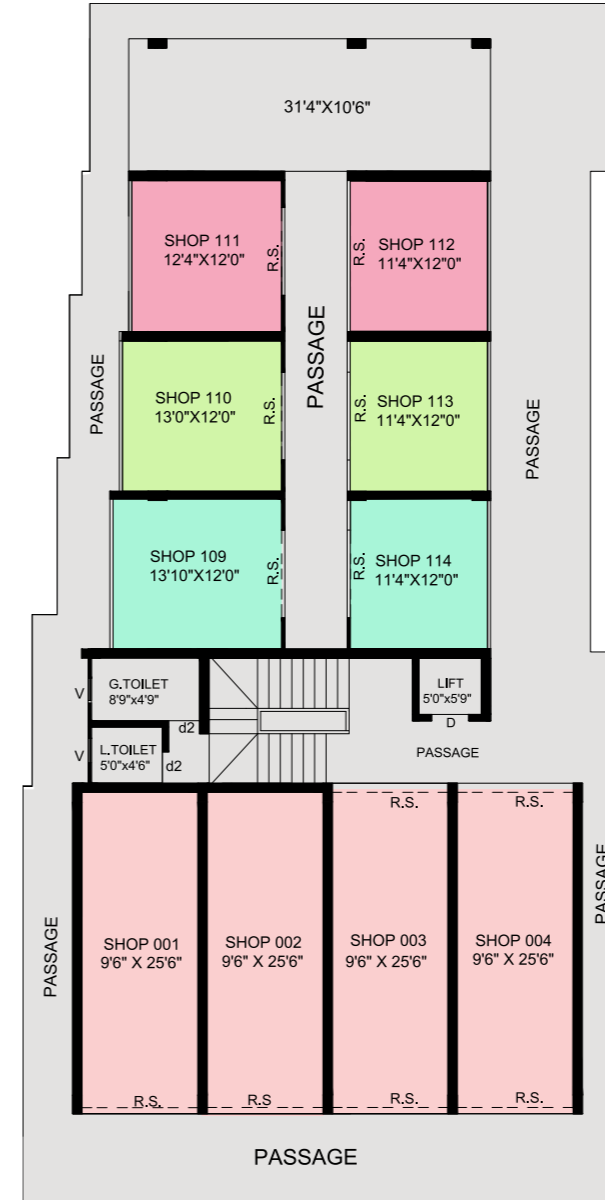 31'4"X10'6"
SHOP 111
12'4"X12'0"
R.S.
PASSAGE
R.S.
SHOP 112
11'4"X12'0"
PASSAGE
SHOP 110
13'0"X12'0"
R.S.
R.S.
SHOP 113
11'4"X12'0"
PASSAGE
SHOP 109
13'10"X12'0"
R.S.
R.S.
SHOP 114
11'4"X12'0"
V
G.TOILET
8'9"x4'9"
d2
LIFT
5'0"x5'9"
D
V
L.TOILET
5'0"x4'6"
d2
PASSAGE
R.S.
R.S.
PASSAGE
SHOP 001
9'6" X 25'6"
SHOP 002
9'6" X 25'6"
SHOP 003
9'6" X 25'6"
SHOP 004
9'6" X 25'6"
PASSAGE
R.S.
R.S
R.S.
R.S.
PASSAGE